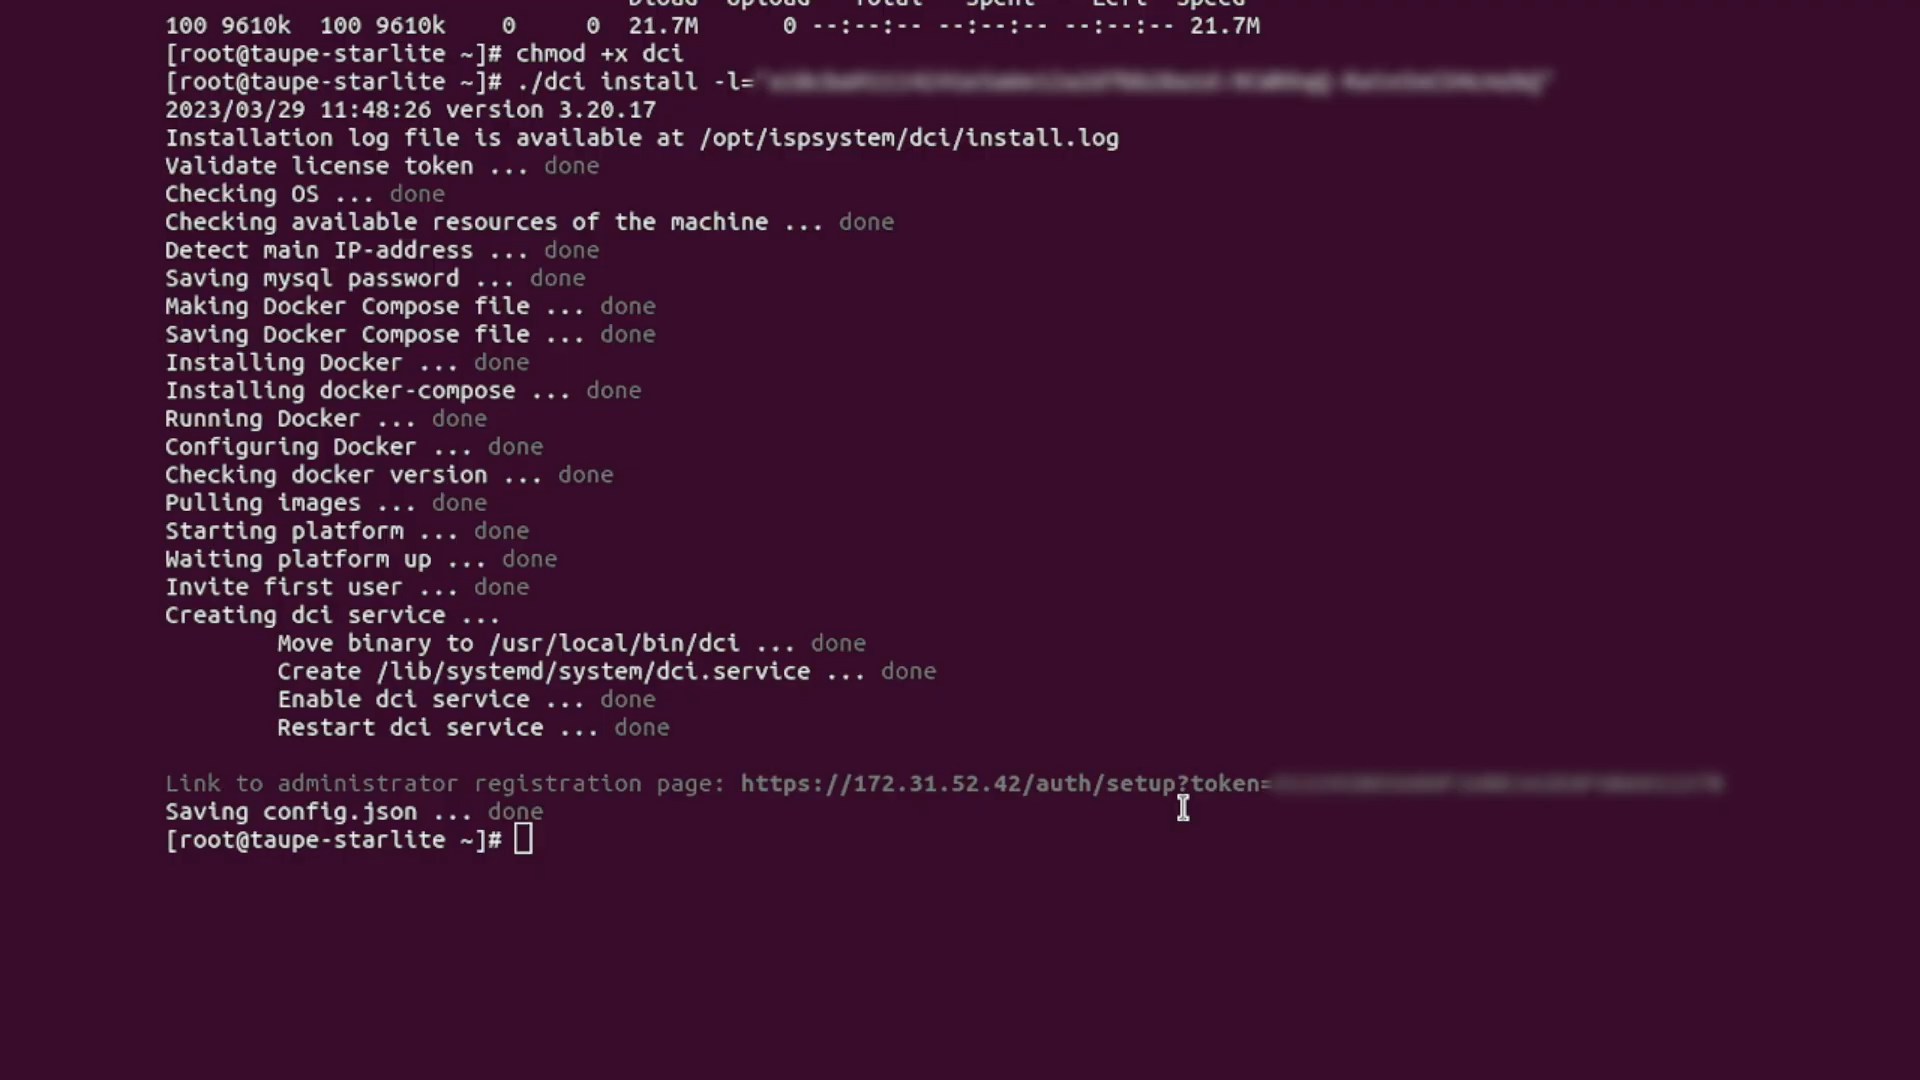 Dload Upload Total Spent Left Speed
100 9610k 100 9610k 0 0 21.7M 0 --:--:-- --:--:-- --:--:-- 21.7M
[root@taupe-starlite ~]# chmod +x dci
[root@taupe-starlite ~]# ./dci install -l=
2023/03/29 11:48:26 version 3.20.17
Installation log file is available at /opt/ispsystem/dci/install.log
Validate license token ... done
Checking OS ... done
Checking available resources of the machine ... done
Detect main IP-address ... done
Saving mysql password ... done
Making Docker Compose file ... done
Saving Docker Compose file ... done
Installing Docker ... done
Installing docker-compose ... done
Running Docker ... done
Configuring Docker ... done
Checking docker version ... done
Pulling images ... done
Starting platform ... done
Waiting platform up ... done
Invite first user ... done
Creating dci service ...
Move binary to /usr/local/bin/dci ... done
Create /lib/systemd/system/dci.service ... done
Enable dci service ... done
Restart dci service ... done
Link to administrator registration page: https://172.31.52.42/auth/setup?token=
Saving config.json ... done
[root@taupe-starlite ~]#